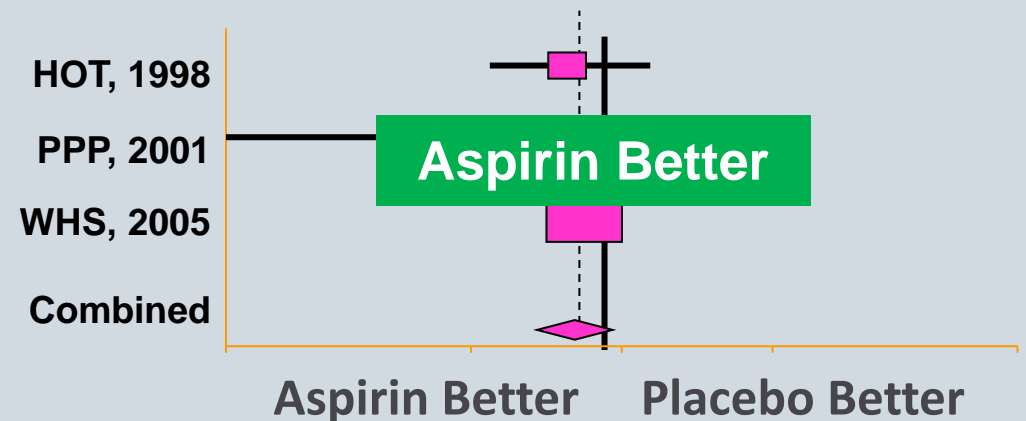 HOT, 1998
PPP, 2001
Aspirin Better
WHS, 2005
Combined
Aspirin Better Placebo Better